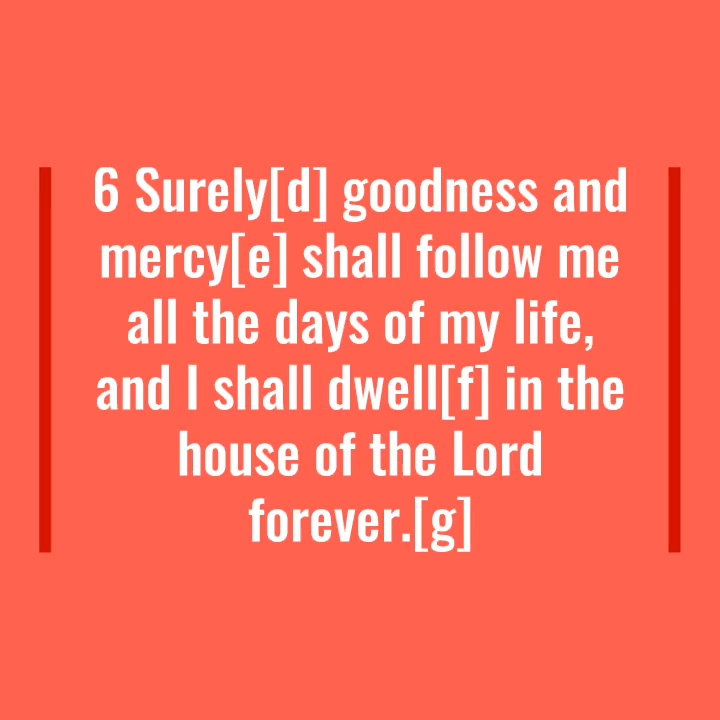 6 Surely[d] goodness and
mercy[e] shall follow me
all the days of my life,
and I shall dwell[f] in the
house of the Lord
forever.[g]